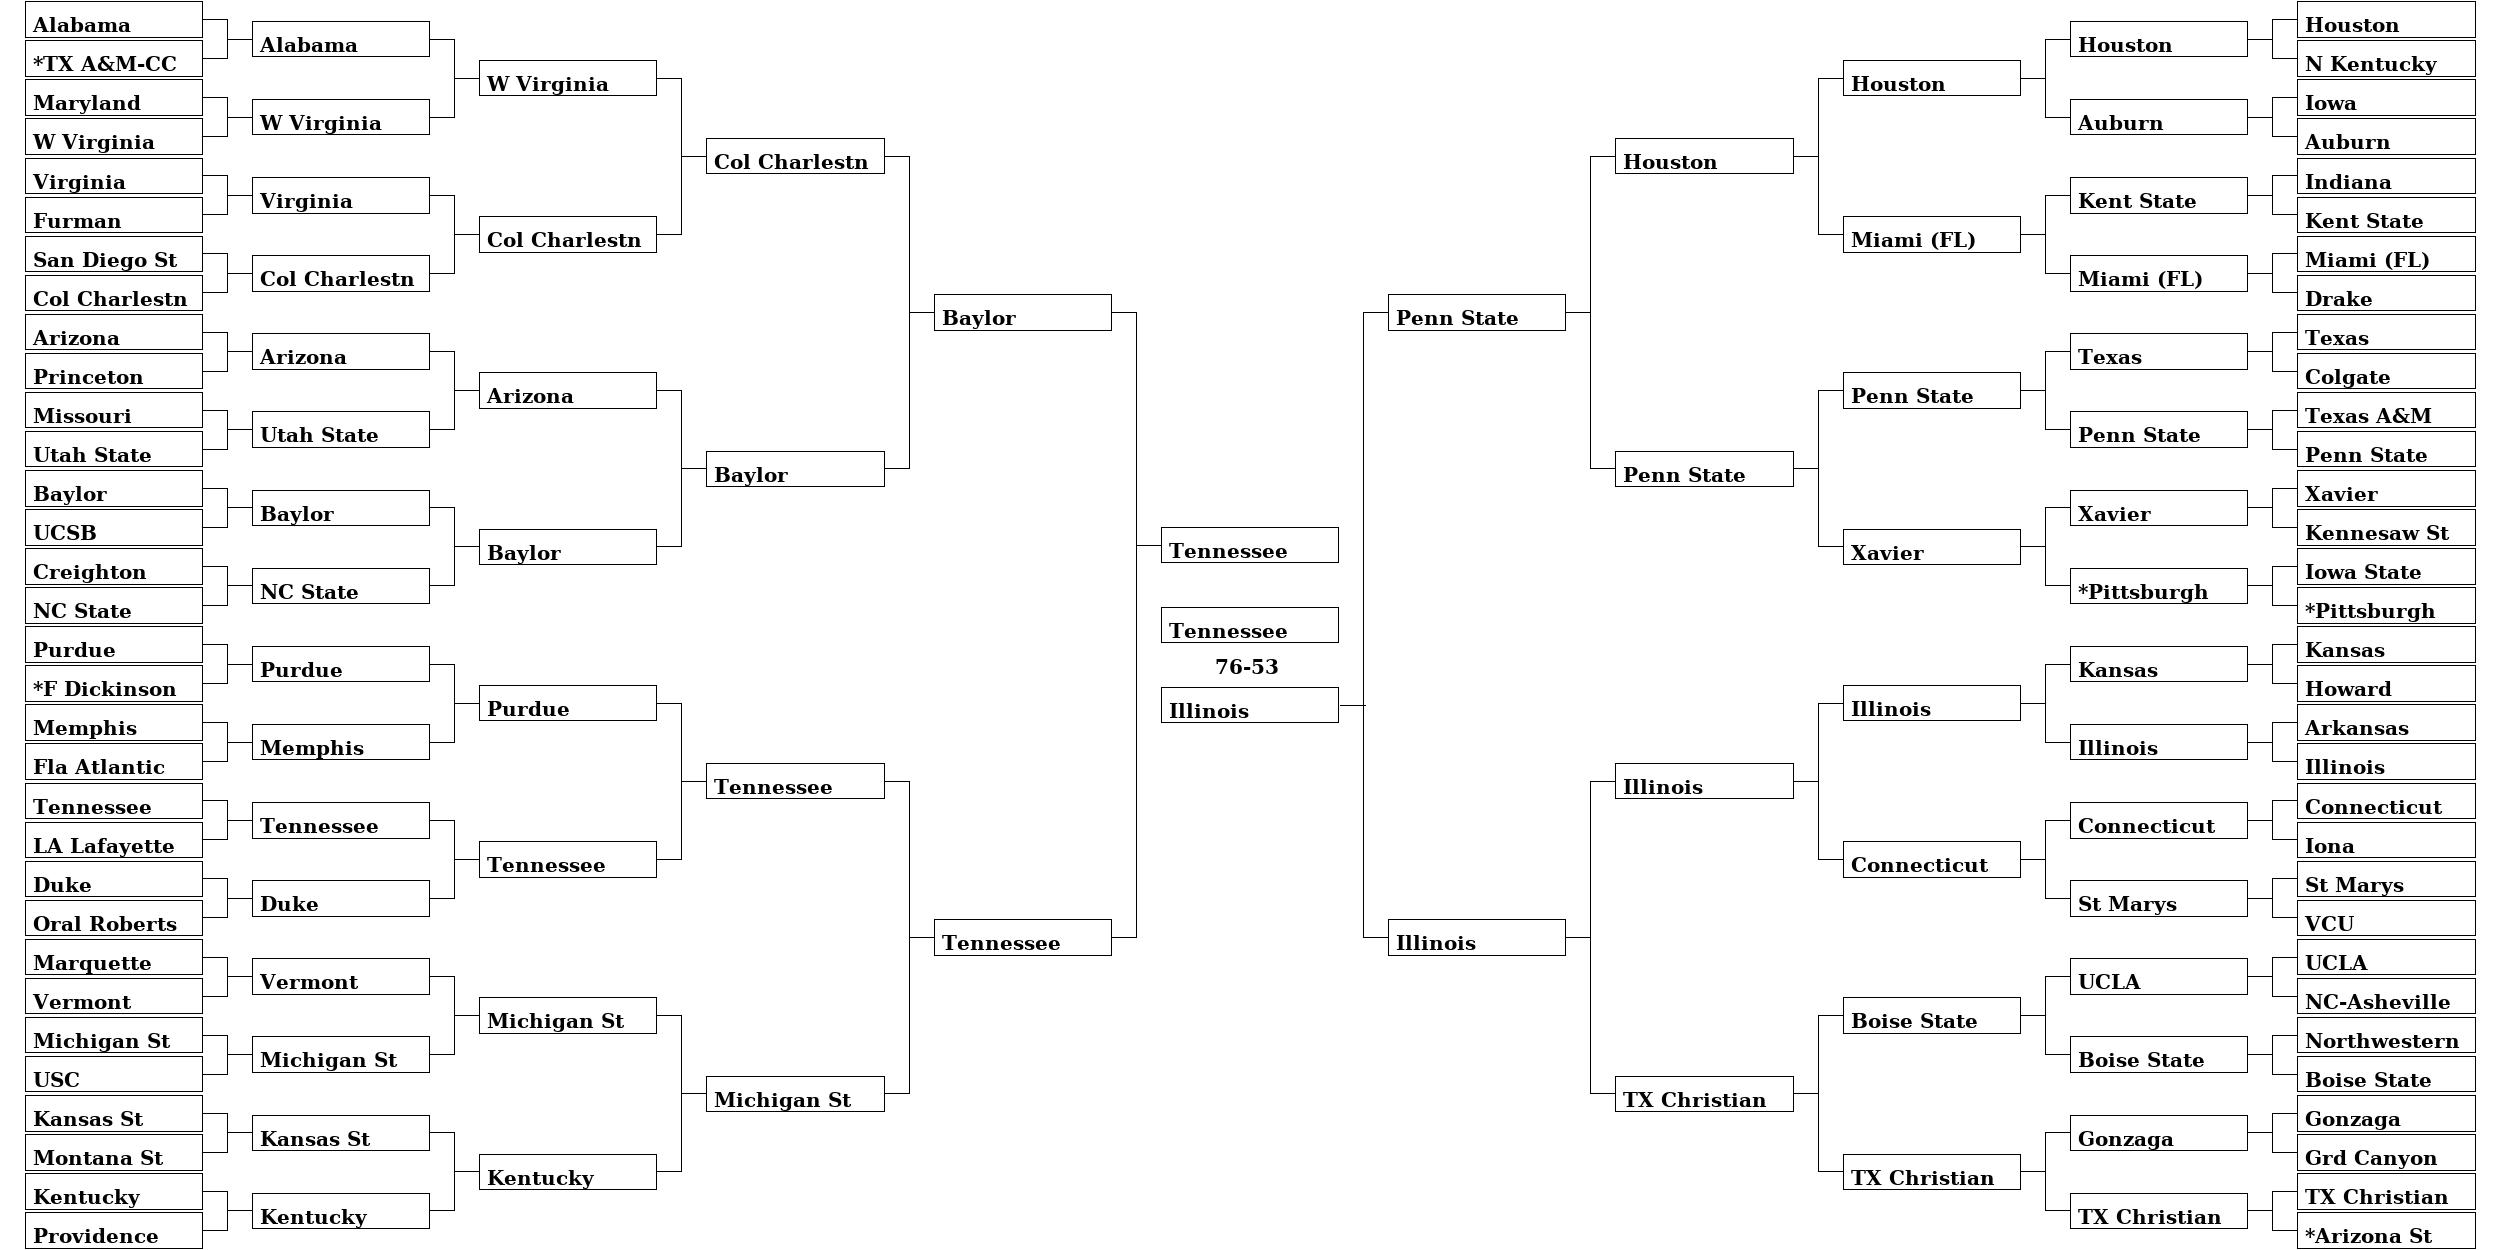 Alabama
*TX A&M-CC
Maryland
W Virginia
Virginia
Furman
San Diego St
Col Charlestn
Arizona
Princeton
Missouri
Utah State
Baylor
UCSB
Creighton
NC State
Purdue
*F Dickinson
Memphis
Fla Atlantic
Tennessee
LA Lafayette
Duke
Oral Roberts
Marquette
Vermont
Michigan St
USC
Kansas St
Montana St
Kentucky
Providence
Alabama
W Virginia
Virginia
Col Charlestn
Arizona
Utah State
Baylor
NC State
Purdue
Memphis
Tennessee
Duke
Vermont
Michigan St
Kansas St
Kentucky
W Virginia
Col Charlestn
Arizona
Baylor
Purdue
Tennessee
Michigan St
Kentucky
Col Charlestn
Baylor
Tennessee
Michigan St
Baylor
Tennessee
Tennessee
Tennessee
76-53
Illinois
Penn State
Illinois
Houston
Penn State
Illinois
TX Christian
Houston
Miami (FL)
Penn State
Xavier
Illinois
Connecticut
Boise State
TX Christian
Houston
Auburn
Kent State
Miami (FL)
Texas
Penn State
Xavier
*Pittsburgh
Kansas
Illinois
Connecticut
St Marys
UCLA
Boise State
Gonzaga
TX Christian
Houston
N Kentucky
Iowa
Auburn
Indiana
Kent State
Miami (FL)
Drake
Texas
Colgate
Texas A&M
Penn State
Xavier
Kennesaw St
Iowa State
*Pittsburgh
Kansas
Howard
Arkansas
Illinois
Connecticut
Iona
St Marys
VCU
UCLA
NC-Asheville
Northwestern
Boise State
Gonzaga
Grd Canyon
TX Christian
*Arizona St